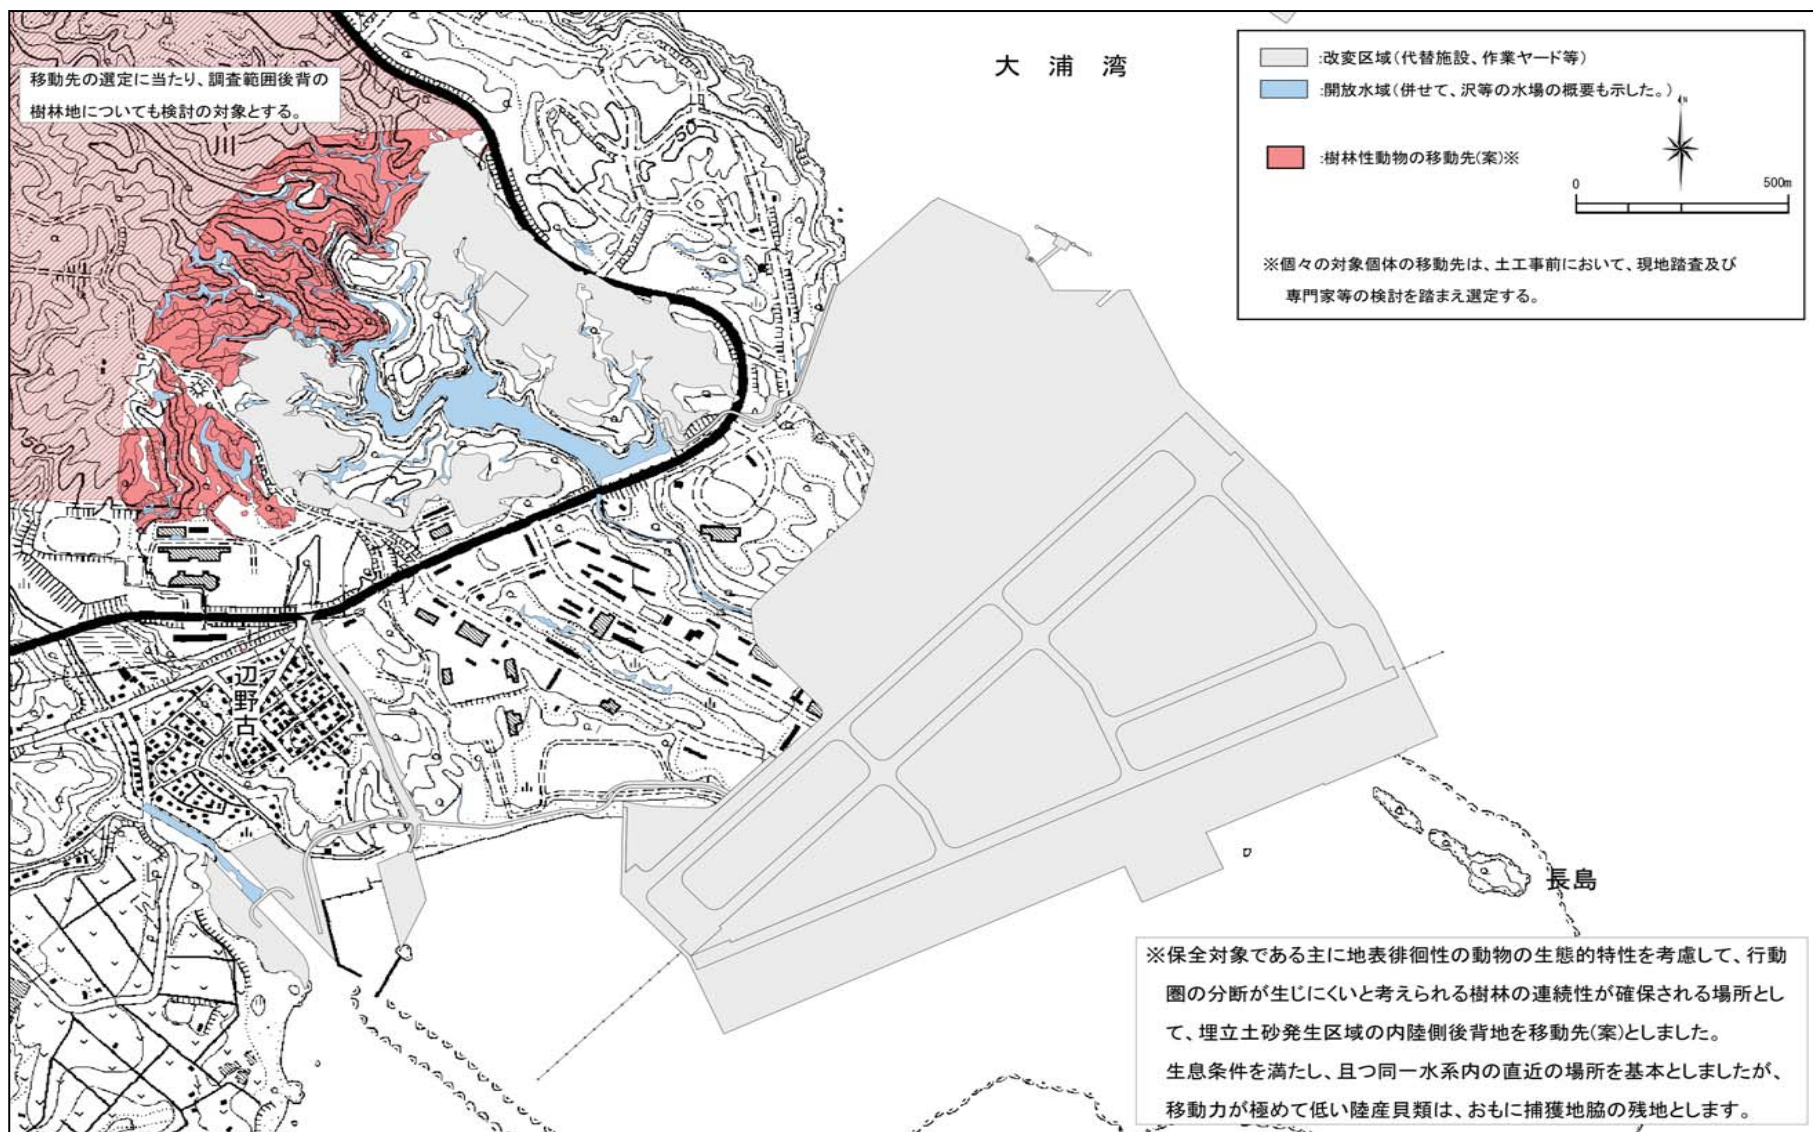 移動先の選定に当たり、調査範囲後背の
樹林地についても検討の対象とする。
大浦湾
:改変区域(代替施設、作業ヤード等)
:開放水域(併せて、沢等の水場の概要も示した。)
:樹林性動物の移動先(案)※
N
0 500m
※個々の対象個体の移動先は、土工事前において、現地踏査及び
専門家等の検討を踏まえ選定する。
50
50
辺野古
長島
※保全対象である主に地表徘徊性の動物の生態的特性を考慮して、行動
圏の分断が生じにくいと考えられる樹林の連続性が確保される場所とし
て、埋立土砂発生区域の内陸側後背地を移動先(案)としました。
生息条件を満たし、且つ同一水系内の直近の場所を基本としましたが、
移動力が極めて低い陸産貝類は、おもに捕獲地脇の残地とします。